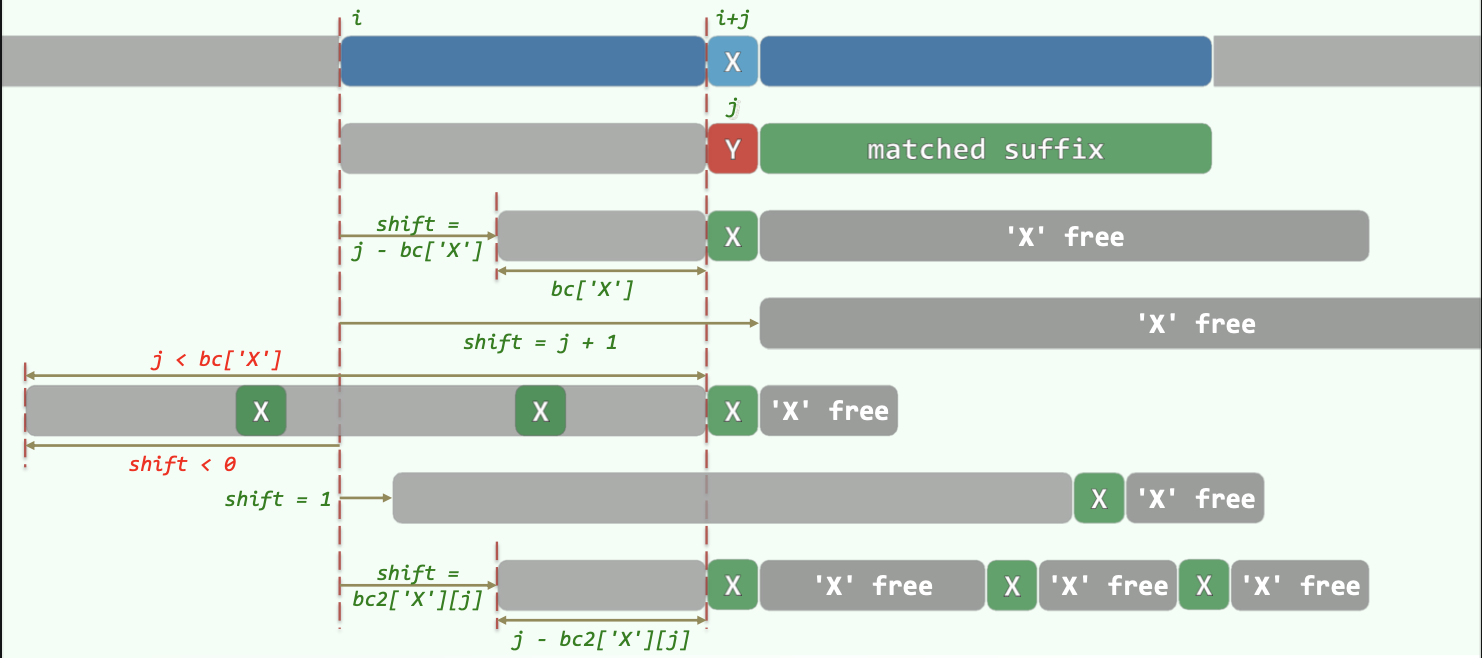 i
i+j
X
j
Y
matched suffix
shift =
j - bc['X']
X
'X' free
bc['X']
'X' free
shift = j + 1
j < bc['X']
X
X
X
'X' free
shift < 0
shift = 1
X
'X' free
shift =
bc2['X'][j]
X
'X' free
X
'X' free
X
'X' free
j - bc2['X'][j]